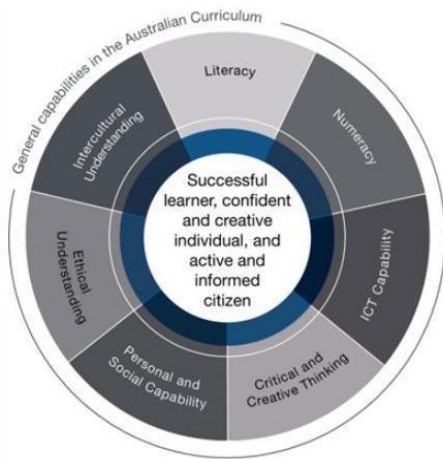 General capabilities in the Australian Curriculum
Literacy
Numeracy
ICT Capability
Critical and
Creative Thinking
Personal and
Social Capability
Ethical
Understanding
Intercultural
Understanding
Successful
learner, confident
and creative
individual, and
active and
informed
citizen